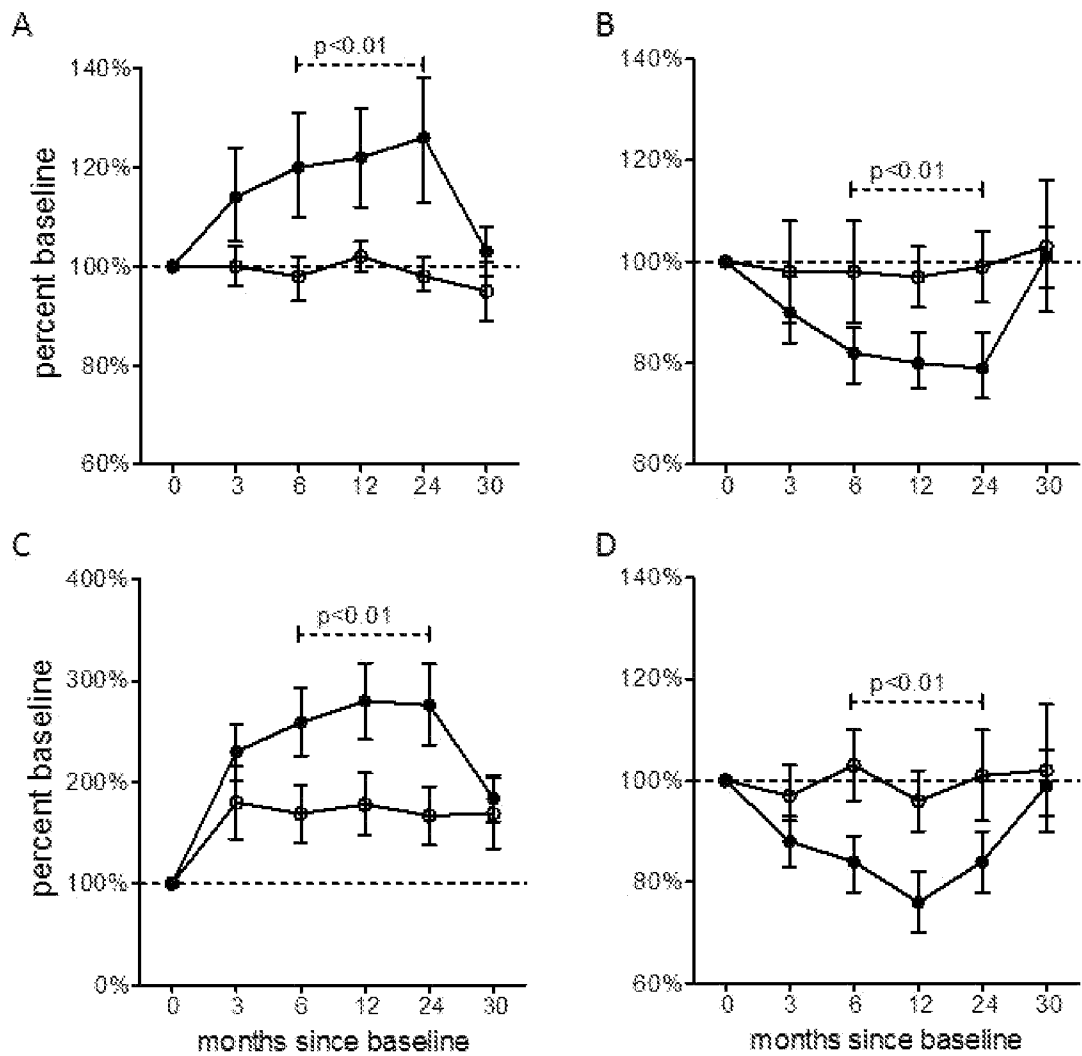 A
p<0.01
140%
120%
100%
80%
60%
percent baseline
0 3 6 12 24 30
B
140%
120%
p<0.01
100%
80%
60%
0 3 6 12 24 30
C
400%
p<0.01
300%
200%
100%
0%
percent baseline
0 3 6 12 24 30
months since baseline
D
140%
120%
p<0.01
100%
80%
60%
0 3 6 12 24 30
months since baseline